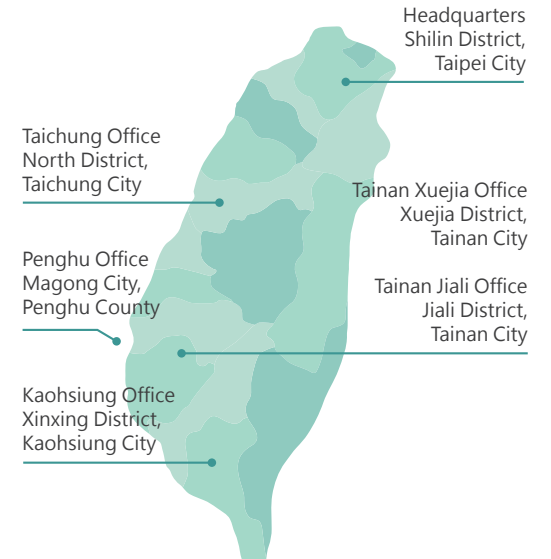 Headquarters
Shilin District,
Taipei City
Taichung Office
North District,
Taichung City
Tainan Xuejia Office
Xuejia District,
Tainan City
Penghu Office
Magong City,
Penghu County
Tainan Jiali Office
Jiali District,
Tainan City
Kaohsiung Office
Xinxing District,
Kaohsiung City